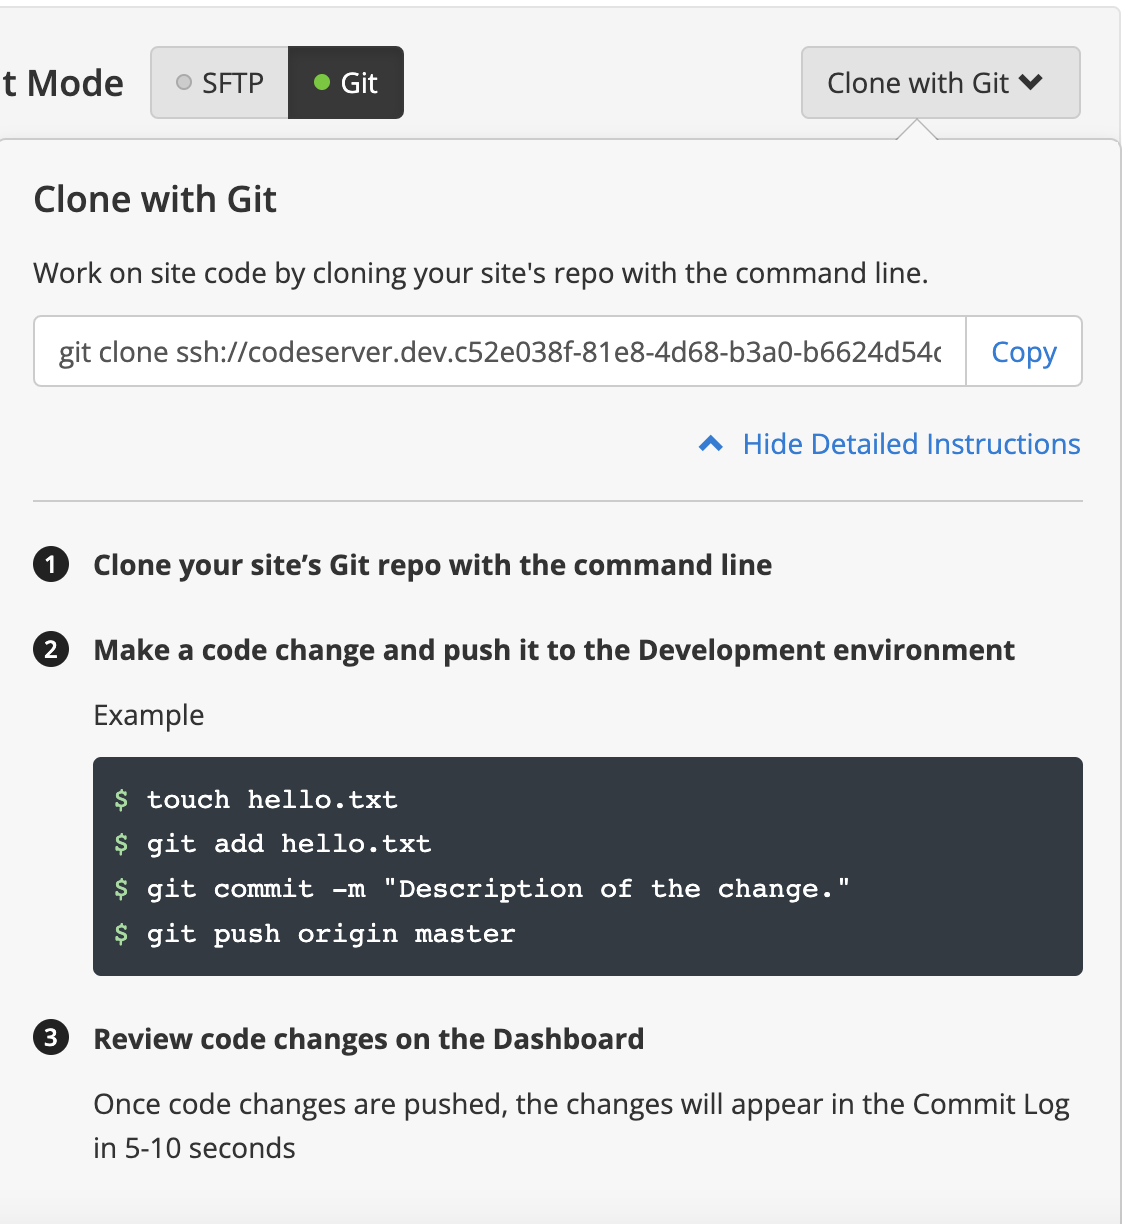 t Mode SFTP Git Clone with Git
Clone with Git
Work on site code by cloning your site's repo with the command line.
git clone ssh://codeserver.dev.c52e038f-81e8-4d68-b3a0-b6624d54 Copy
Hide Detailed Instructions
1 Clone your site’s Git repo with the command line
2 Make a code change and push it to the Development environment
Example
$ touch hello.txt
$ git add hello.txt
$ git commit -m "Description of the change."
$ git push origin master
3 Review code changes on the Dashboard
Once code changes are pushed, the changes will appear in the Commit Log
in 5-10 seconds